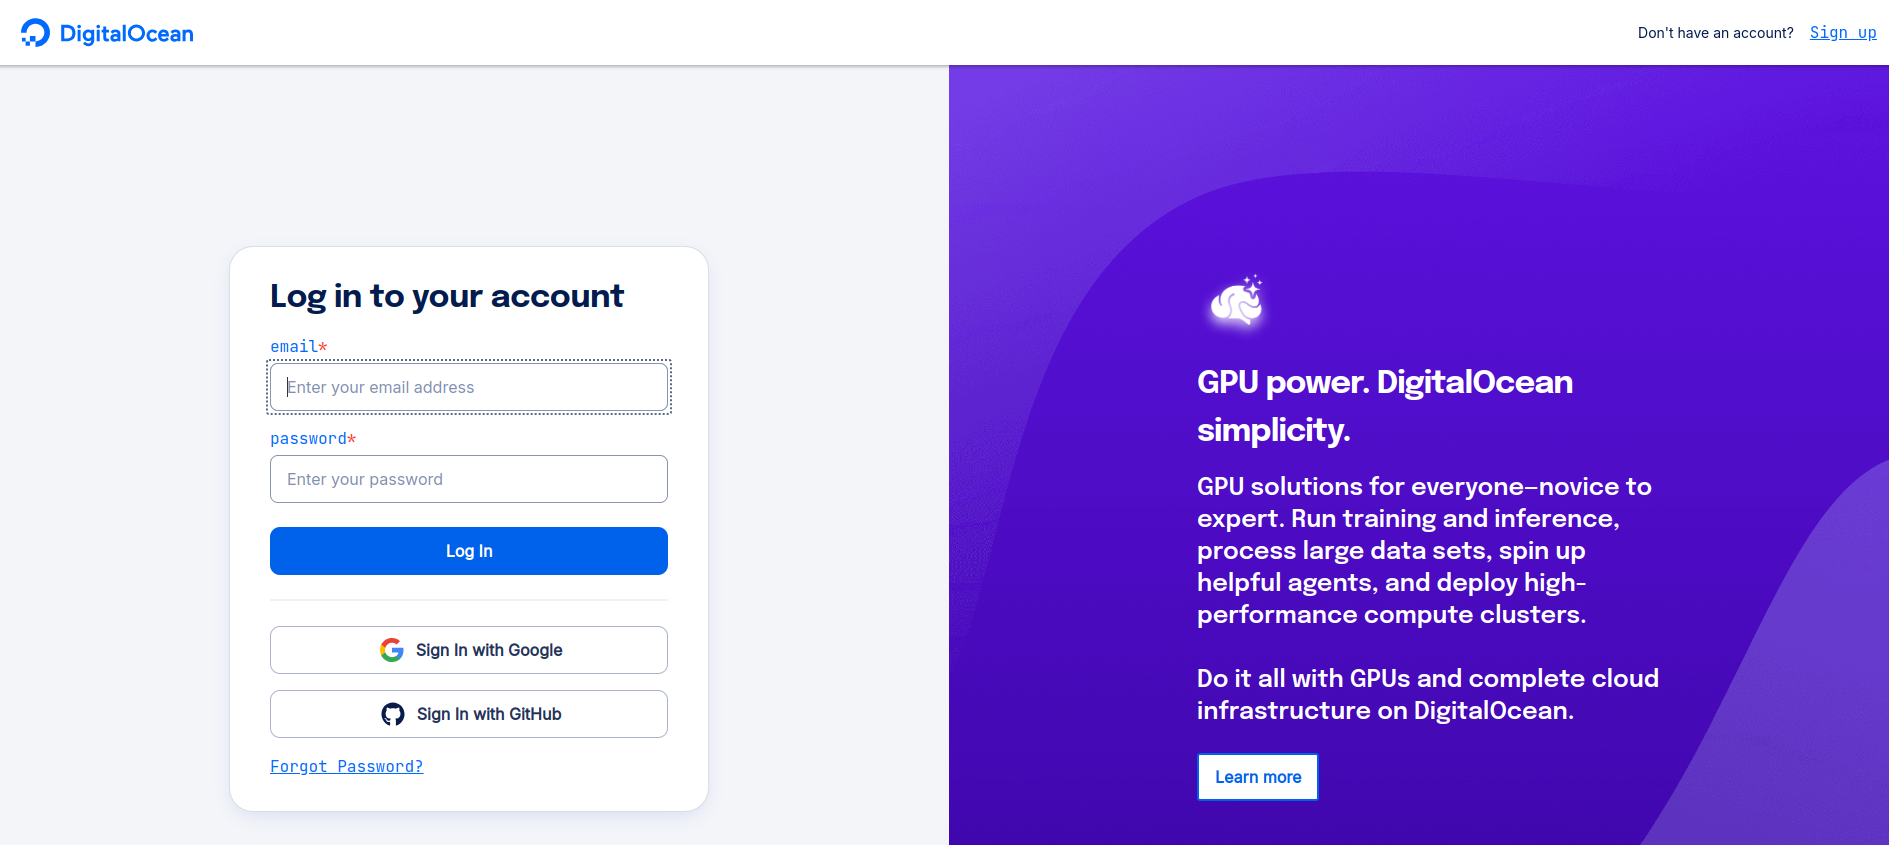 DigitalOcean
Don't have an account? Sign up
Log in to your account
email*
Enter your email address
password*
Enter your password
Log In
Sign In with Google
Sign In with GitHub
Forgot Password?
GPU power. DigitalOcean
simplicity.
GPU solutions for everyone—novice to
expert. Run training and inference,
process large data sets, spin up
helpful agents, and deploy high-
performance compute clusters.
Do it all with GPUs and complete cloud
infrastructure on DigitalOcean.
Learn more